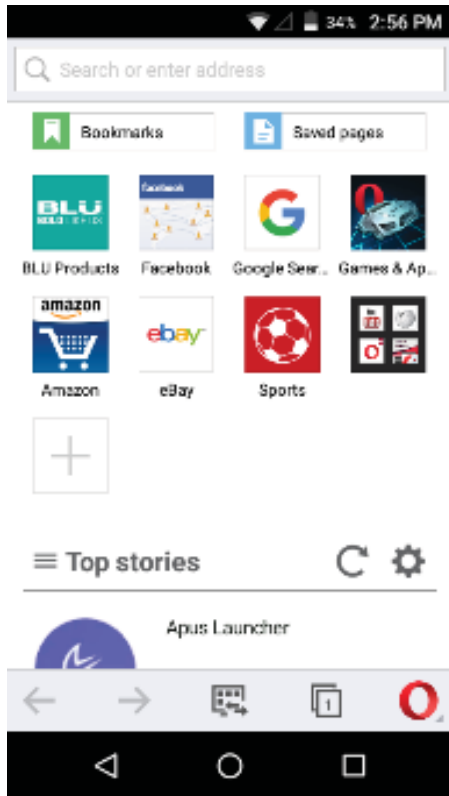 34% 2:56 PM
Search or enter address
Bookmarks
Saved pages
BLU
facebook
BLU Products
Facebook
Google Sear...
Games & Ap...
amazon
ebay
Amazon
eBay
Sports
Top stories
Apus Launcher
1